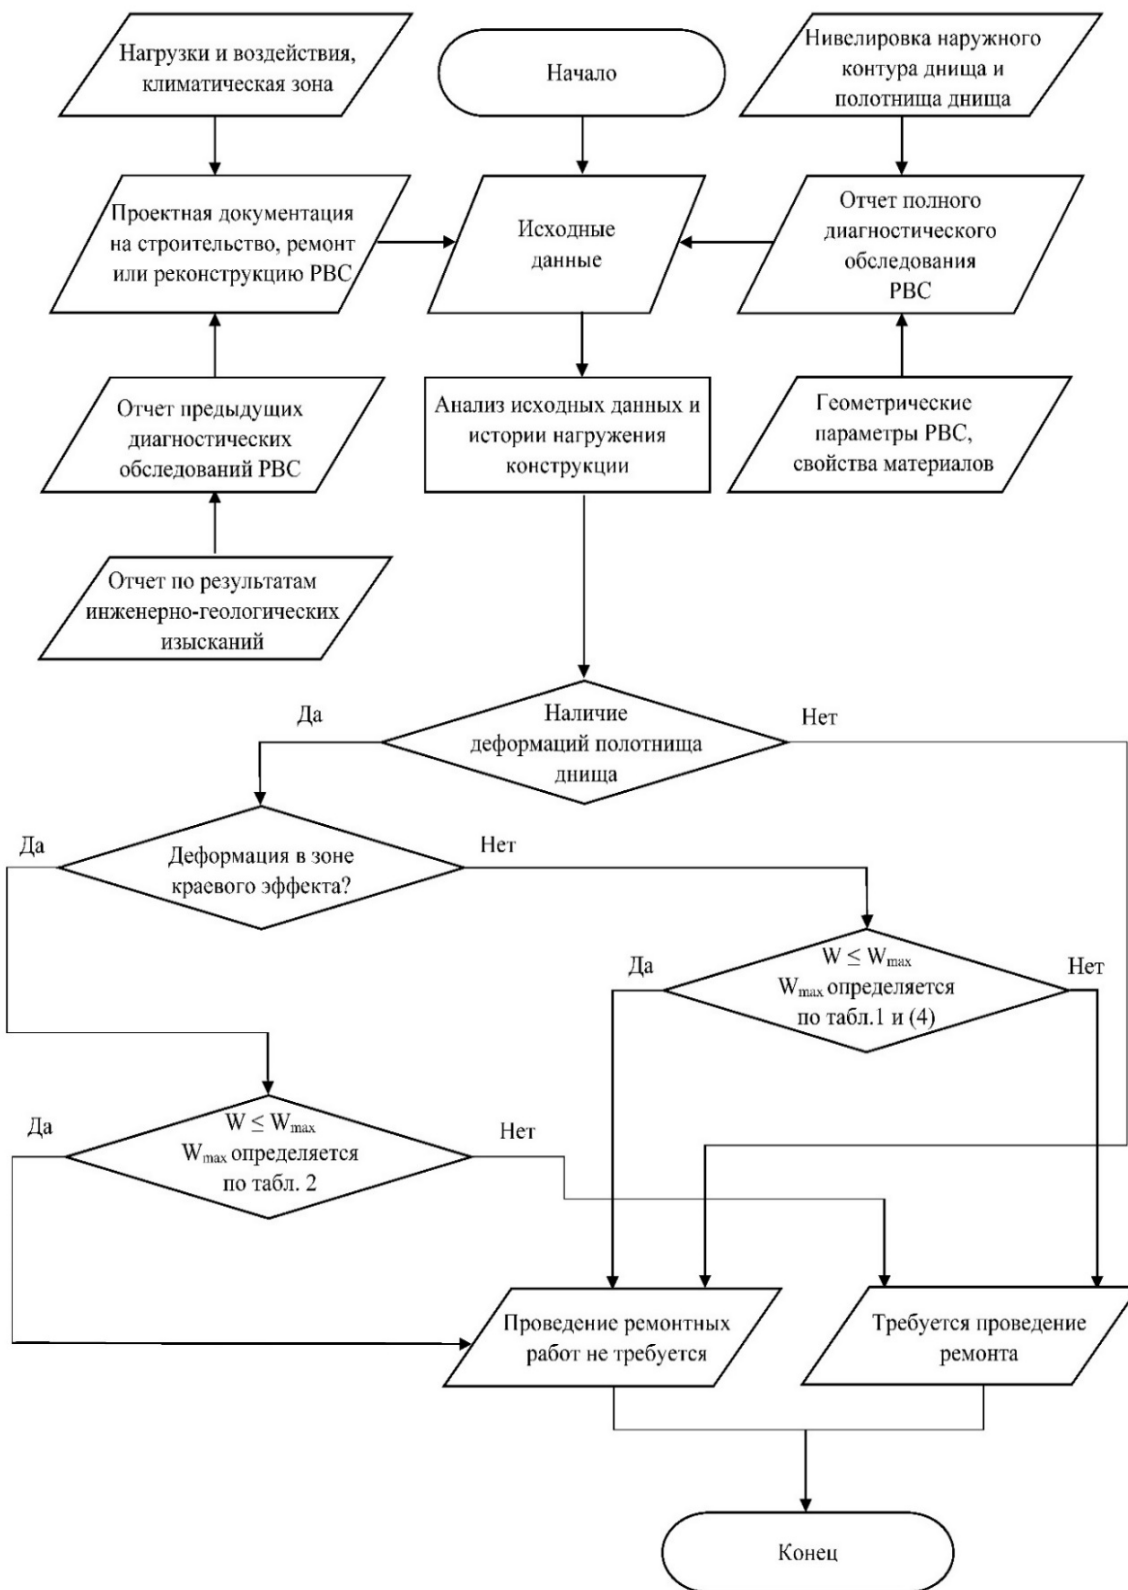 Нагрузки и воздействия,
климатическая зона
Начало
Нивелировка наружного
контура днища и
полотнища днища
Проектная документация
на строительство, ремонт
или реконструкцию РВС
Исходные
данные
Отчет полного
диагностического
обследования
РВС
Отчет предыдущих
диагностических
обследований РВС
Анализ исходных данных и
истории нагружения
конструкции
Геометрические
параметры РВС,
свойства материалов
Отчет по результатам
инженерно-геологических
изысканий
Да
Наличие
деформаций полотнища
днища
Нет
Да
Деформация в зоне
краевого эффекта?
Нет
Да
W ≤ Wmax
Wmax определяется
по табл.1 и (4)
Нет
Да
W ≤ Wmax
Wmax определяется
по табл. 2
Нет
Проведение ремонтных
работ не требуется
Требуется проведение
ремонта
Конец